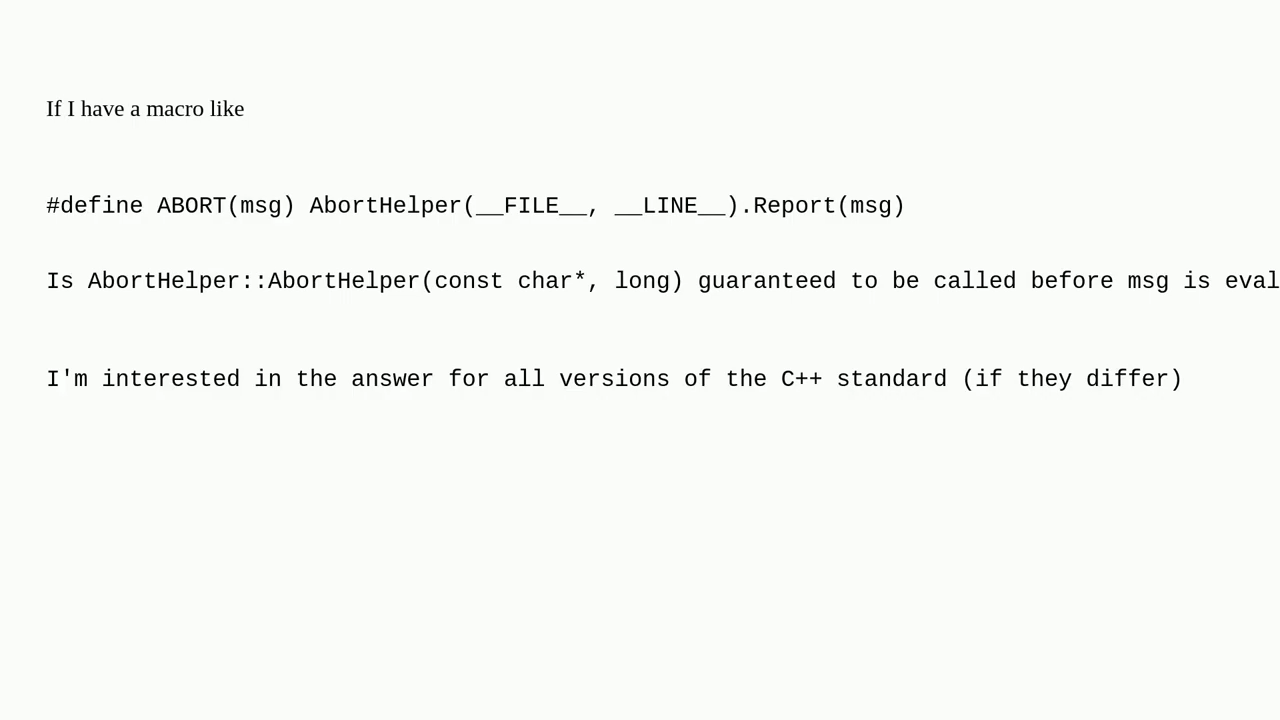 If I have a macro like
#define ABORT(msg) AbortHelper(__FILE__, __LINE__).Report(msg)
Is AbortHelper::AbortHelper(const char*, long) guaranteed to be called before msg is eval
I'm interested in the answer for all versions of the C++ standard (if they differ)